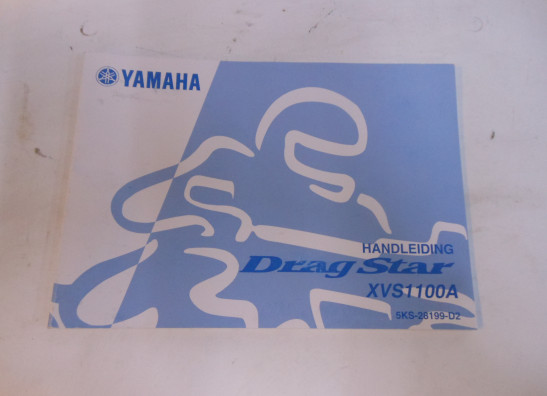 YAMAHA
HANDLEIDING
Drag Star
XVS1100A
5KS-28199-D2